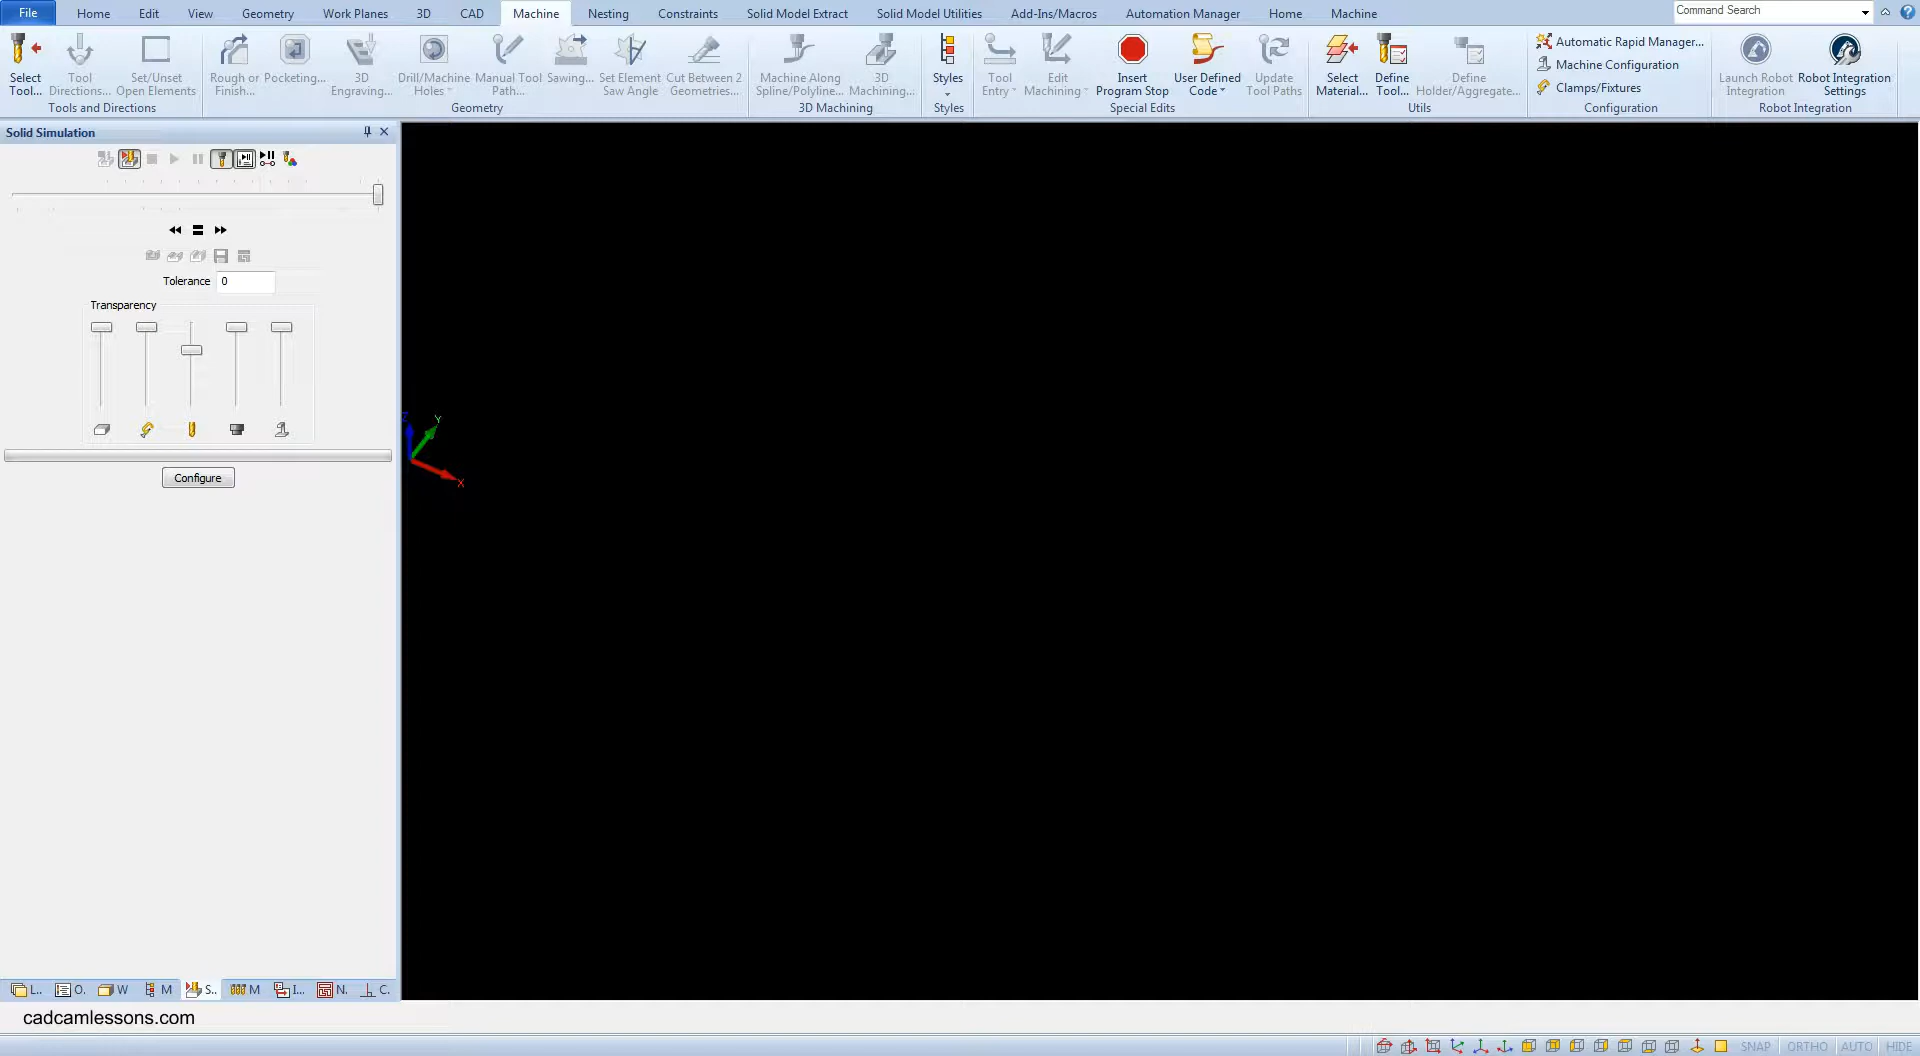 File Home Edit View Geometry Work Planes 3D CAD Machine Nesting Constraints Solid Model Extract Solid Model Utilities Add-Ins/Macros Automation Manager Home Machine Command Search
Select Tool...
Tool Directions...
Set/Unset Open Elements
Tools and Directions
Rough or Finish...
Pocketing...
3D Engraving...
Drill/Machine Holes
Manual Tool Path...
Sawing...
Set Element Saw Angle
Cut Between 2 Geometries...
Geometry
Machine Along Spline/Polyline...
3D Machining...
3D Machining
Styles
Styles
Tool Entry
Edit Machining
Insert Program Stop
User Defined Code
Update Tool Paths
Special Edits
Select Material...
Define Tool...
Define Holder/Aggregate...
Utils
Automatic Rapid Manager...
Machine Configuration
Clamps/Fixtures
Configuration
Launch Robot Integration
Robot Integration Settings
Robot Integration
Solid Simulation
Tolerance 0
Transparency
Configure
Z
Y
X
L.. O. W M S.. M I... N. C.
cadcamlessons.com
SNAP ORTHO AUTO HIDE